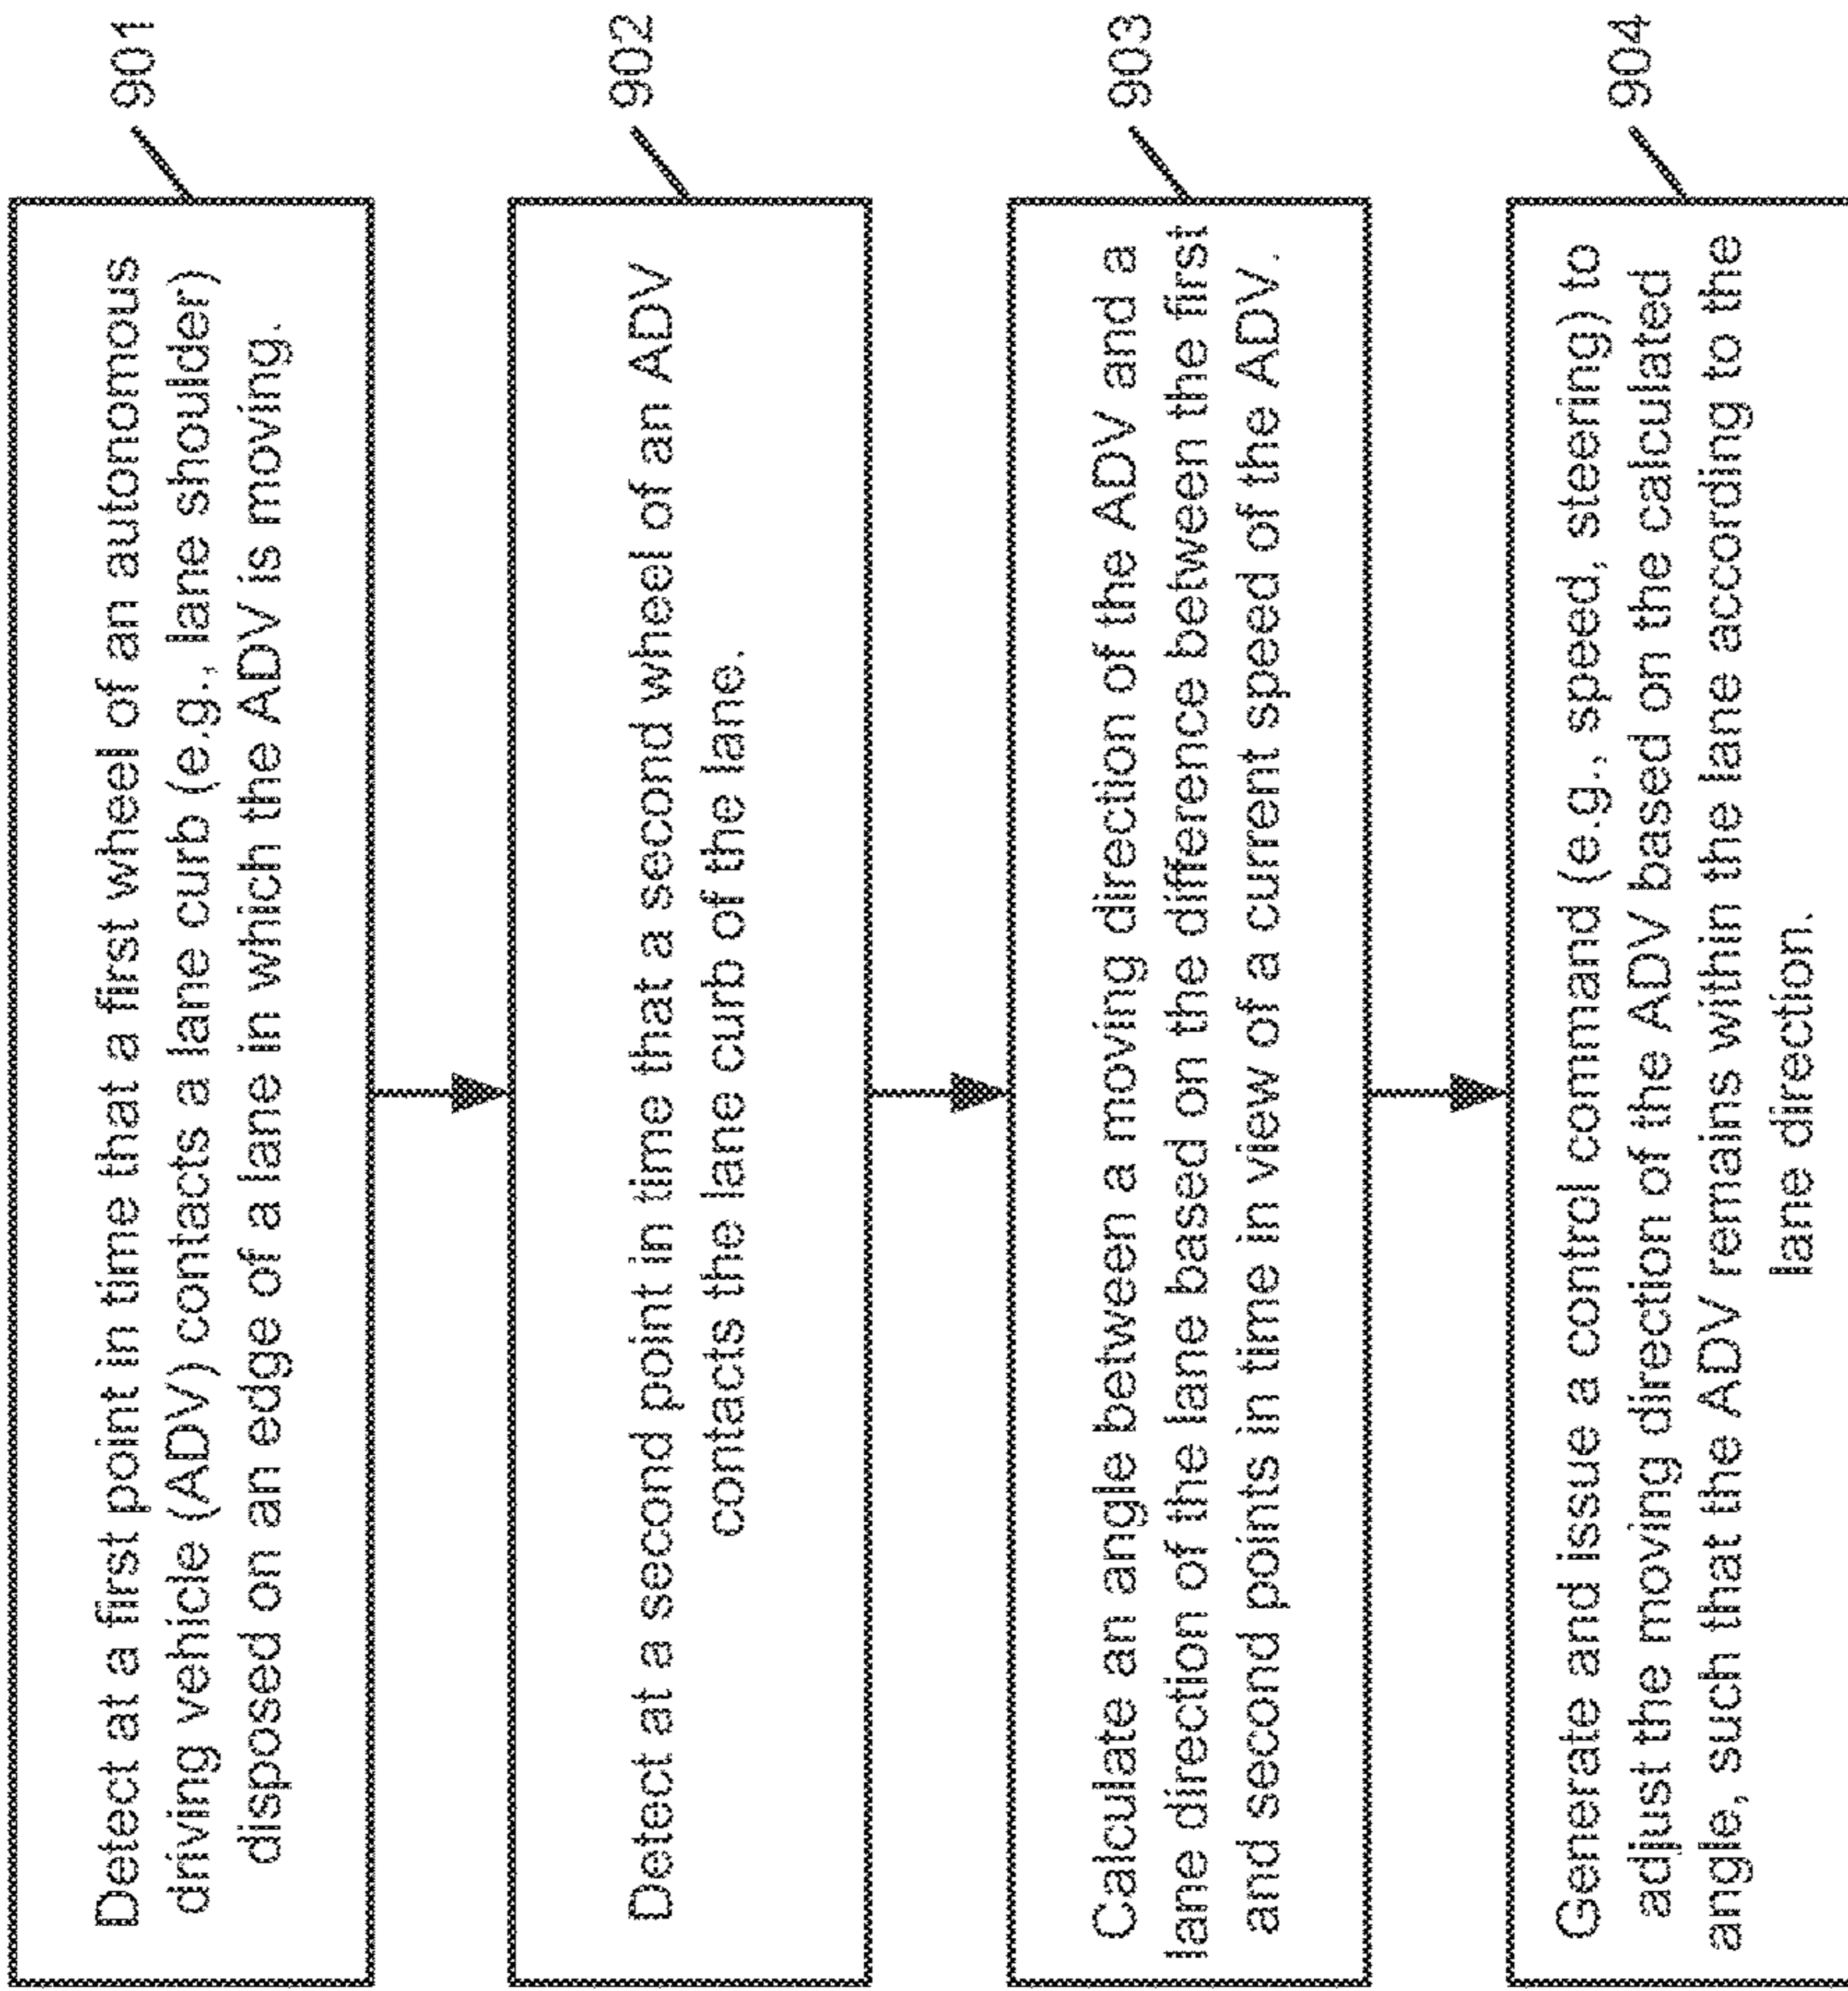 Detect at a first point in time that a first wheel of an autonomous
driving vehicle (ADV) contacts a lane curb (e.g., lane shoulder)
disposed on an edge of a lane in which the ADV is moving.
901
Detect at a second point in time that a second wheel of an ADV
contacts the lane curb of the lane.
902
Calculate an angle between a moving direction of the ADV and a
lane direction of the lane based on the difference between the first
and second points in time in view of a current speed of the ADV.
903
Generate and issue a control command (e.g., speed, steering) to
adjust the moving direction of the ADV based on the calculated
angle, such that the ADV remains within the lane according to the
lane direction.
904